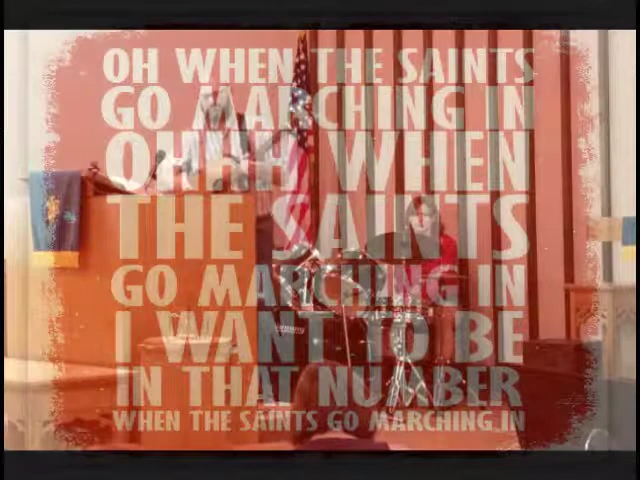 OH WHEN THE SAINTS
GO MARCHING IN
OHHH WHEN
THE SAINTS
GO MARCHING IN
I WANT TO BE
IN THAT NUMBER
WHEN THE SAINTS GO MARCHING IN